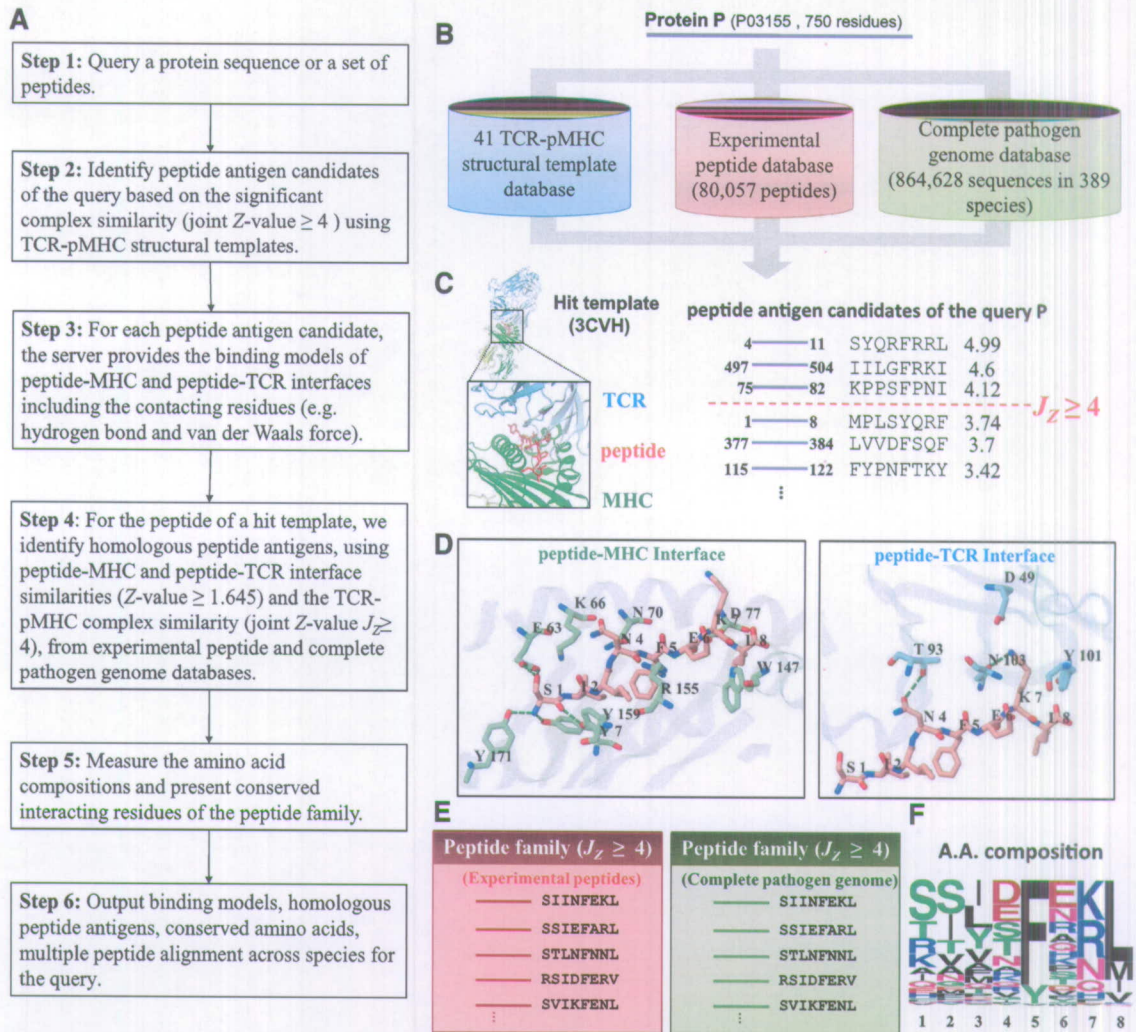 A
Step 1: Query a protein sequence or a set of
peptides.
Step 2: Identify peptide antigen candidates
of the query based on the significant
complex similarity (joint Z-value ≥ 4 ) using
TCR-pMHC structural templates.
Step 3: For each peptide antigen candidate,
the server provides the binding models of
peptide-MHC and peptide-TCR interfaces
including the contacting residues (e.g.
hydrogen bond and van der Waals force).
Step 4: For the peptide of a hit template, we
identify homologous peptide antigens, using
peptide-MHC and peptide-TCR interface
similarities (Z-value ≥ 1.645) and the TCR-
pMHC complex similarity (joint Z-value JZ≥
4), from experimental peptide and complete
pathogen genome databases.
Step 5: Measure the amino acid
compositions and present conserved
interacting residues of the peptide family.
Step 6: Output binding models, homologous
peptide antigens, conserved amino acids,
multiple peptide alignment across species for
the query.
B
Protein P (P03155 , 750 residues)
41 TCR-pMHC
structural template
database
Experimental
peptide database
(80,057 peptides)
Complete pathogen
genome database
(864,628 sequences in 389
species)
C
Hit template
(3CVH)
TCR
peptide
MHC
peptide antigen candidates of the query P
4 11 SYQRFRRL 4.99
497 504 IILGFRKI 4.6
75 82 KPPSFPNI 4.12
JZ ≥ 4
1 8 MPLSYQRF 3.74
377 384 LVVDFSQF 3.7
115 122 FYPNFTKY 3.42
⋮
D
peptide-MHC Interface
K 66
N 70
E 63
D 77
K 7
N 4
F 5
E 6
L 8
W 147
S 1
I 2
R 155
Y 159
Y 7
Y 171
peptide-TCR Interface
D 49
T 93
N 103
Y 101
K 7
N 4
F 5
E 6
L 8
S 1
I 2
E
Peptide family (JZ ≥ 4)
(Experimental peptides)
SIINFEKL
SSIEFARL
STLNFNNL
RSIDFERV
SVIKFENL
⋮
Peptide family (JZ ≥ 4)
(Complete pathogen genome)
SIINFEKL
SSIEFARL
STLNFNNL
RSIDFERV
SVIKFENL
⋮
F
A.A. composition
1 2 3 4 5 6 7 8